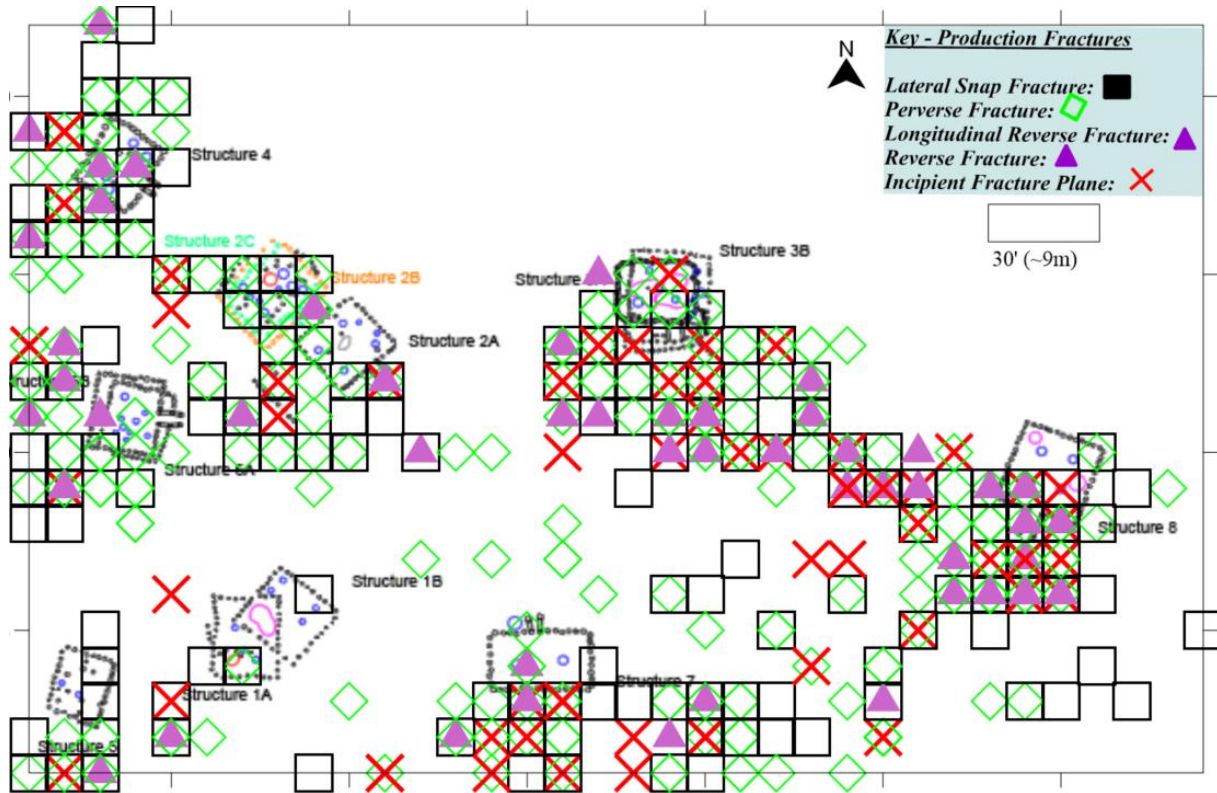 Key - Production Fractures
N
Lateral Snap Fracture:
Perverse Fracture:
Longitudinal Reverse Fracture:
Reverse Fracture:
Incipient Fracture Plane:
30' (~9m)
Structure 4
Structure 2C
Structure 2B
Structure 3B
Structure
Structure 2A
Structure 8
Structure 1B
Structure 7
Structure 1A